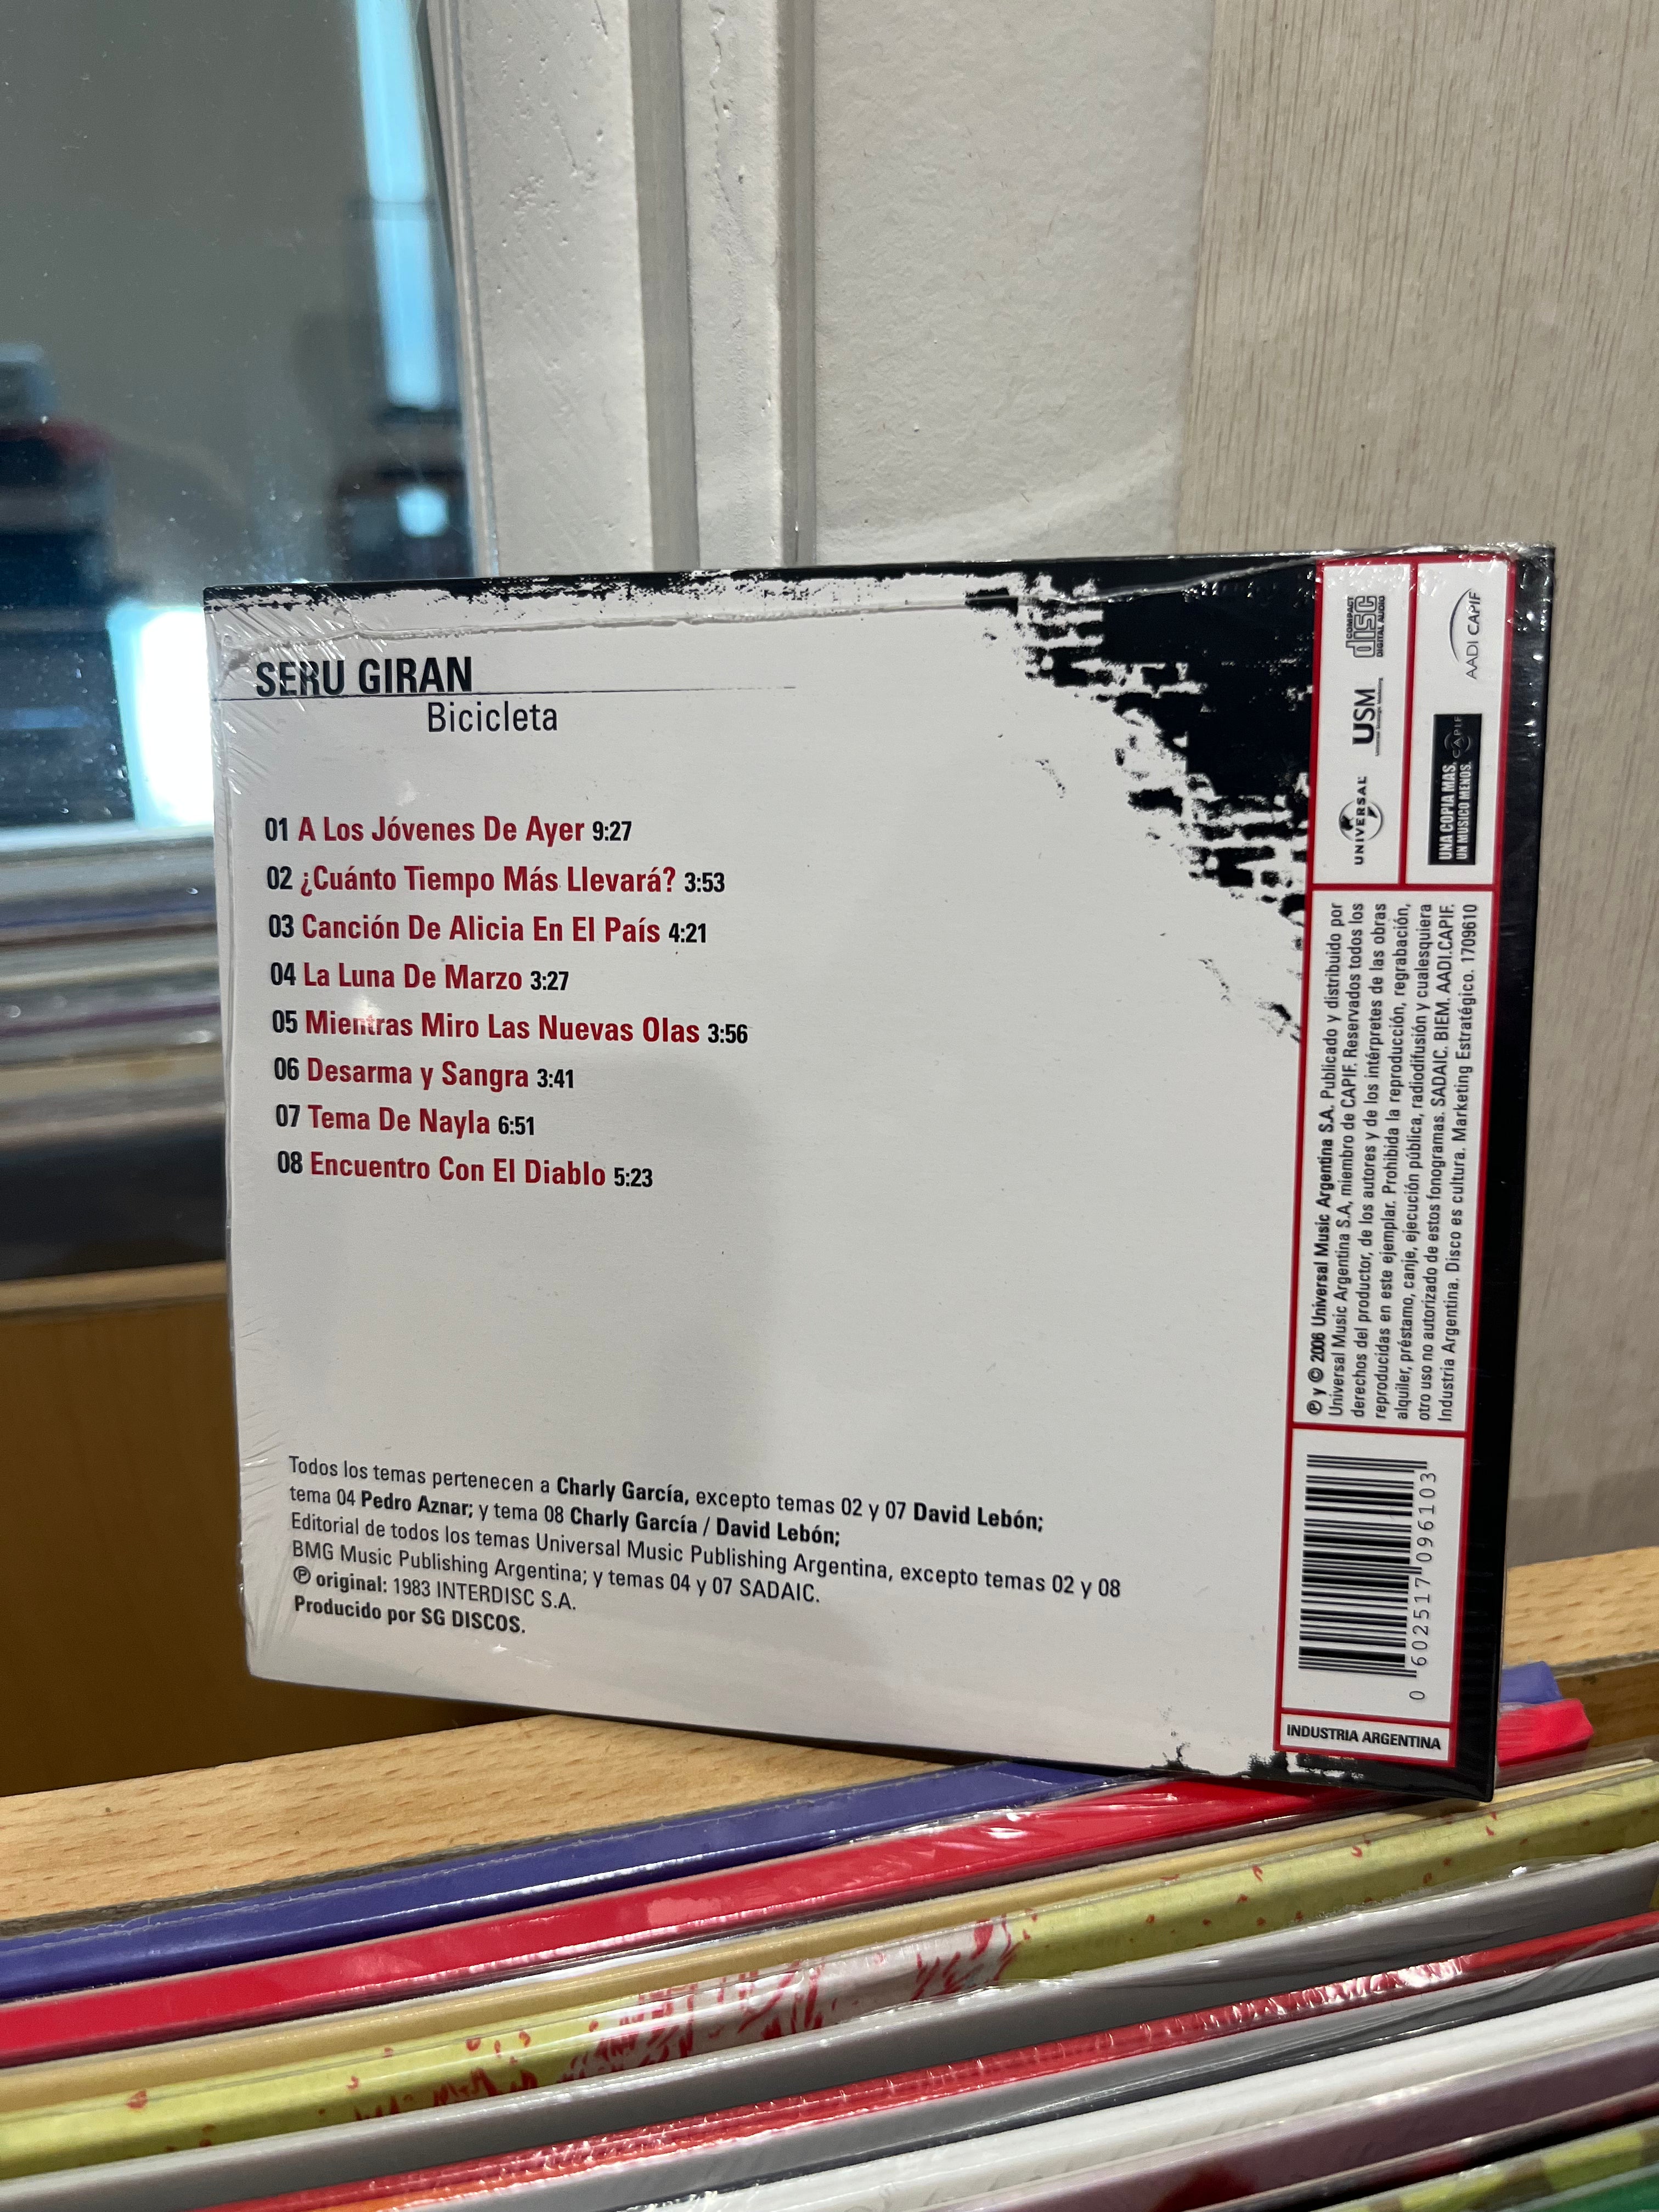 SERU GIRAN
Bicicleta
01 A Los Jóvenes De Ayer 9:27
02 ¿Cuánto Tiempo Más Llevará? 3:53
03 Canción De Alicia En El País 4:21
04 La Luna De Marzo 3:27
05 Mientras Miro Las Nuevas Olas 3:56
06 Desarma y Sangra 3:41
07 Tema De Nayla 6:51
08 Encuentro Con El Diablo 5:23
Todos los temas pertenecen a Charly García, excepto temas 02 y 07 David Lebón;
tema 04 Pedro Aznar; y tema 08 Charly García / David Lebón;
Editorial de todos los temas Universal Music Publishing Argentina, excepto temas 02 y 08
BMG Music Publishing Argentina; y temas 04 y 07 SADAIC.
℗ original: 1983 INTERDISC S.A.
Producido por SG DISCOS.
UNIVERSAL
USM
COMPACT
disc
DIGITAL AUDIO
UNA COPIA MAS,
UN MUSICO MENOS.
CAPIF
AADI CAPIF
℗ y © 2006 Universal Music Argentina S.A. Publicado y distribuido por
Universal Music Argentina S.A, miembro de CAPIF. Reservados todos los
derechos del productor, de los autores y de los intérpretes de las obras
reproducidas en este ejemplar. Prohibida la reproducción, regrabación,
alquiler, préstamo, canje, ejecución pública, radiodifusión y cualesquiera
otro uso no autorizado de estos fonogramas. SADAIC. BIEM. AADI.CAPIF.
Industria Argentina. Disco es cultura. Marketing Estratégico. 1709610
0 602517 096103
INDUSTRIA ARGENTINA